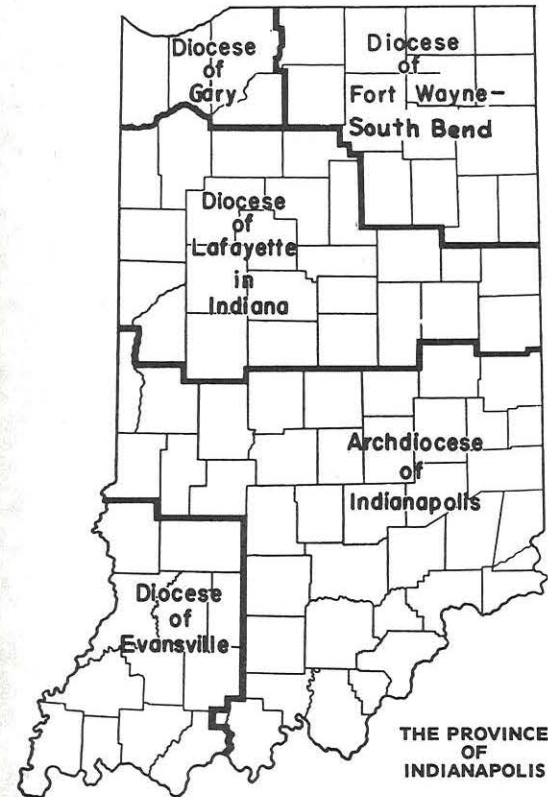 Diocese
of
Gary
Diocese
of
Fort Wayne-
South Bend
Diocese
of
Lafayette
in
Indiana
Archdiocese
of
Indianapolis
Diocese
of
Evansville
THE PROVINCE
OF
INDIANAPOLIS